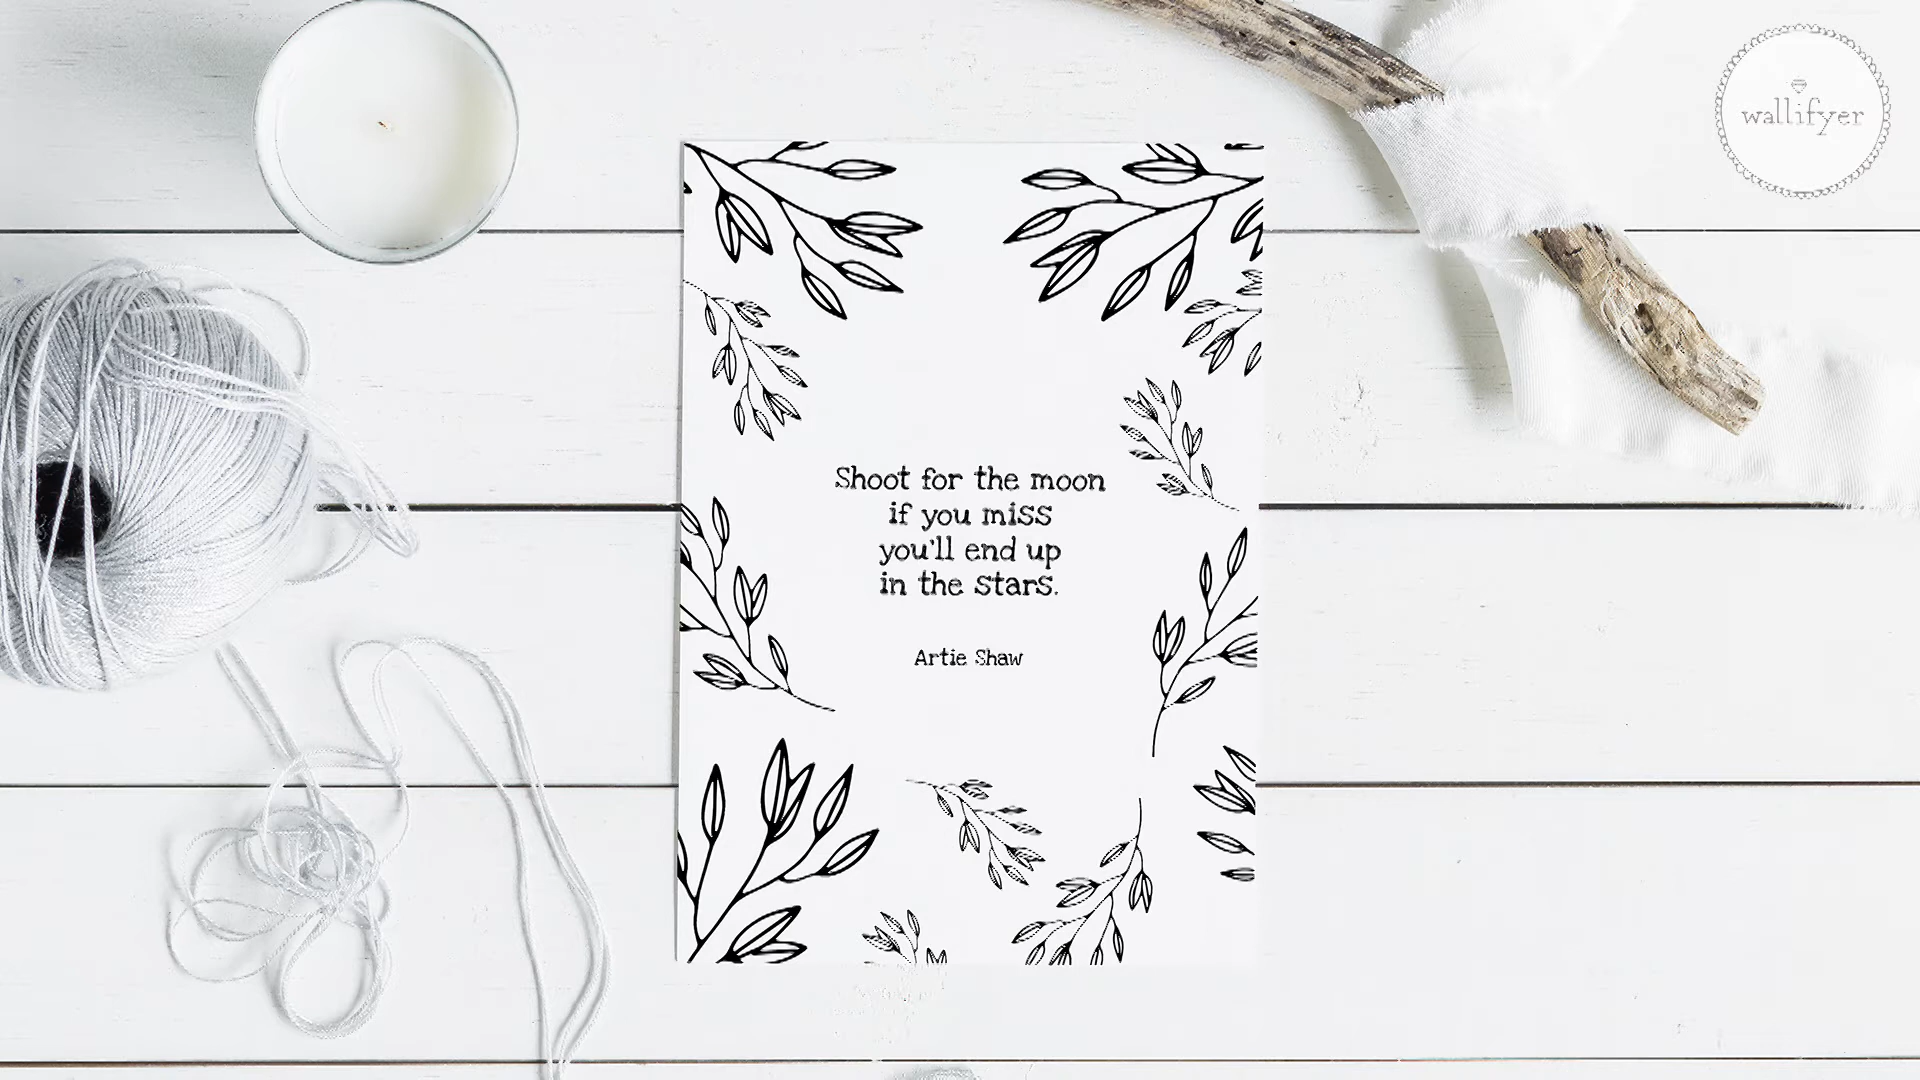 wallifyer
Shoot for the moon
if you miss
you'll end up
in the stars.
Artie Shaw